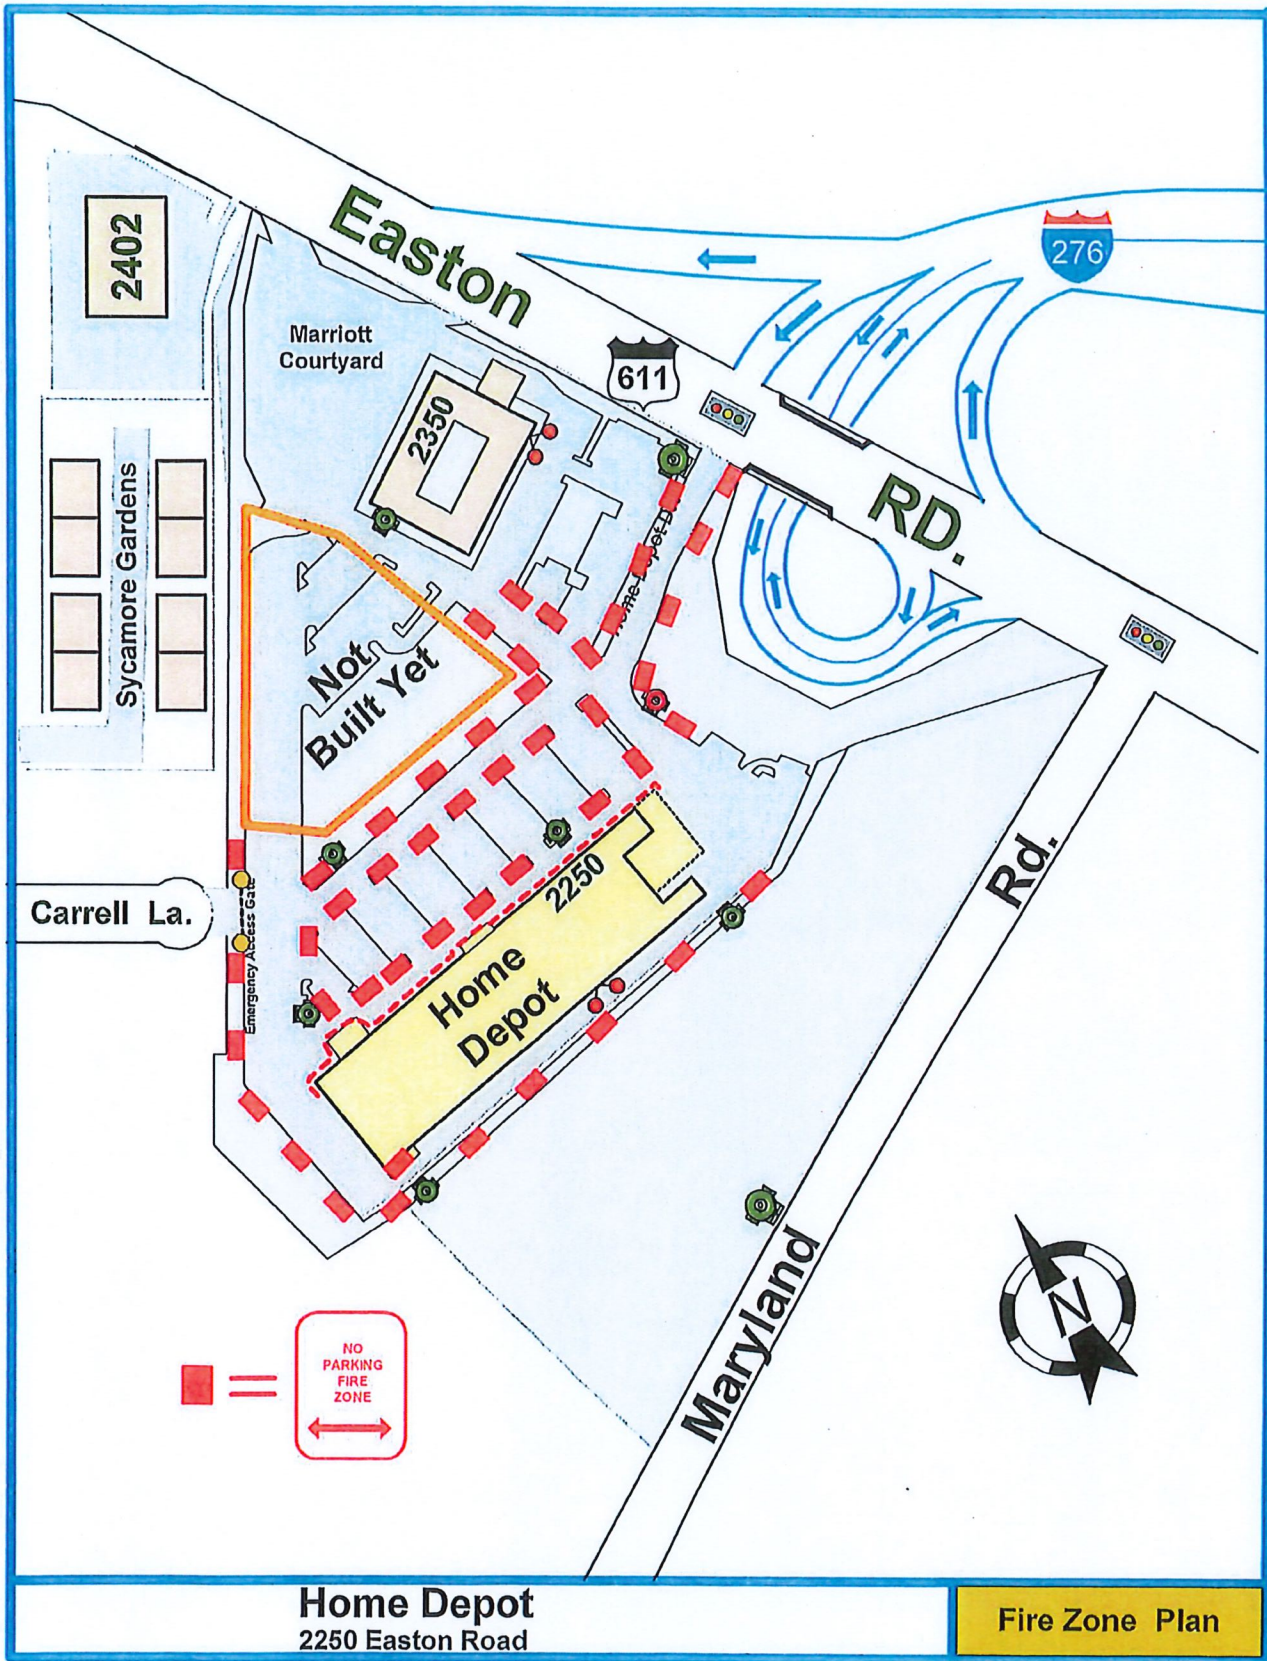 Easton
276
2402
Marriott
Courtyard
611
2350
RD.
Sycamore Gardens
Home Depot D
Not
Built Yet
Rd.
2250
Carrell La.
Emergency Access Gate
Home
Depot
Maryland
N
NO
PARKING
FIRE
ZONE
Home Depot
2250 Easton Road
Fire Zone Plan